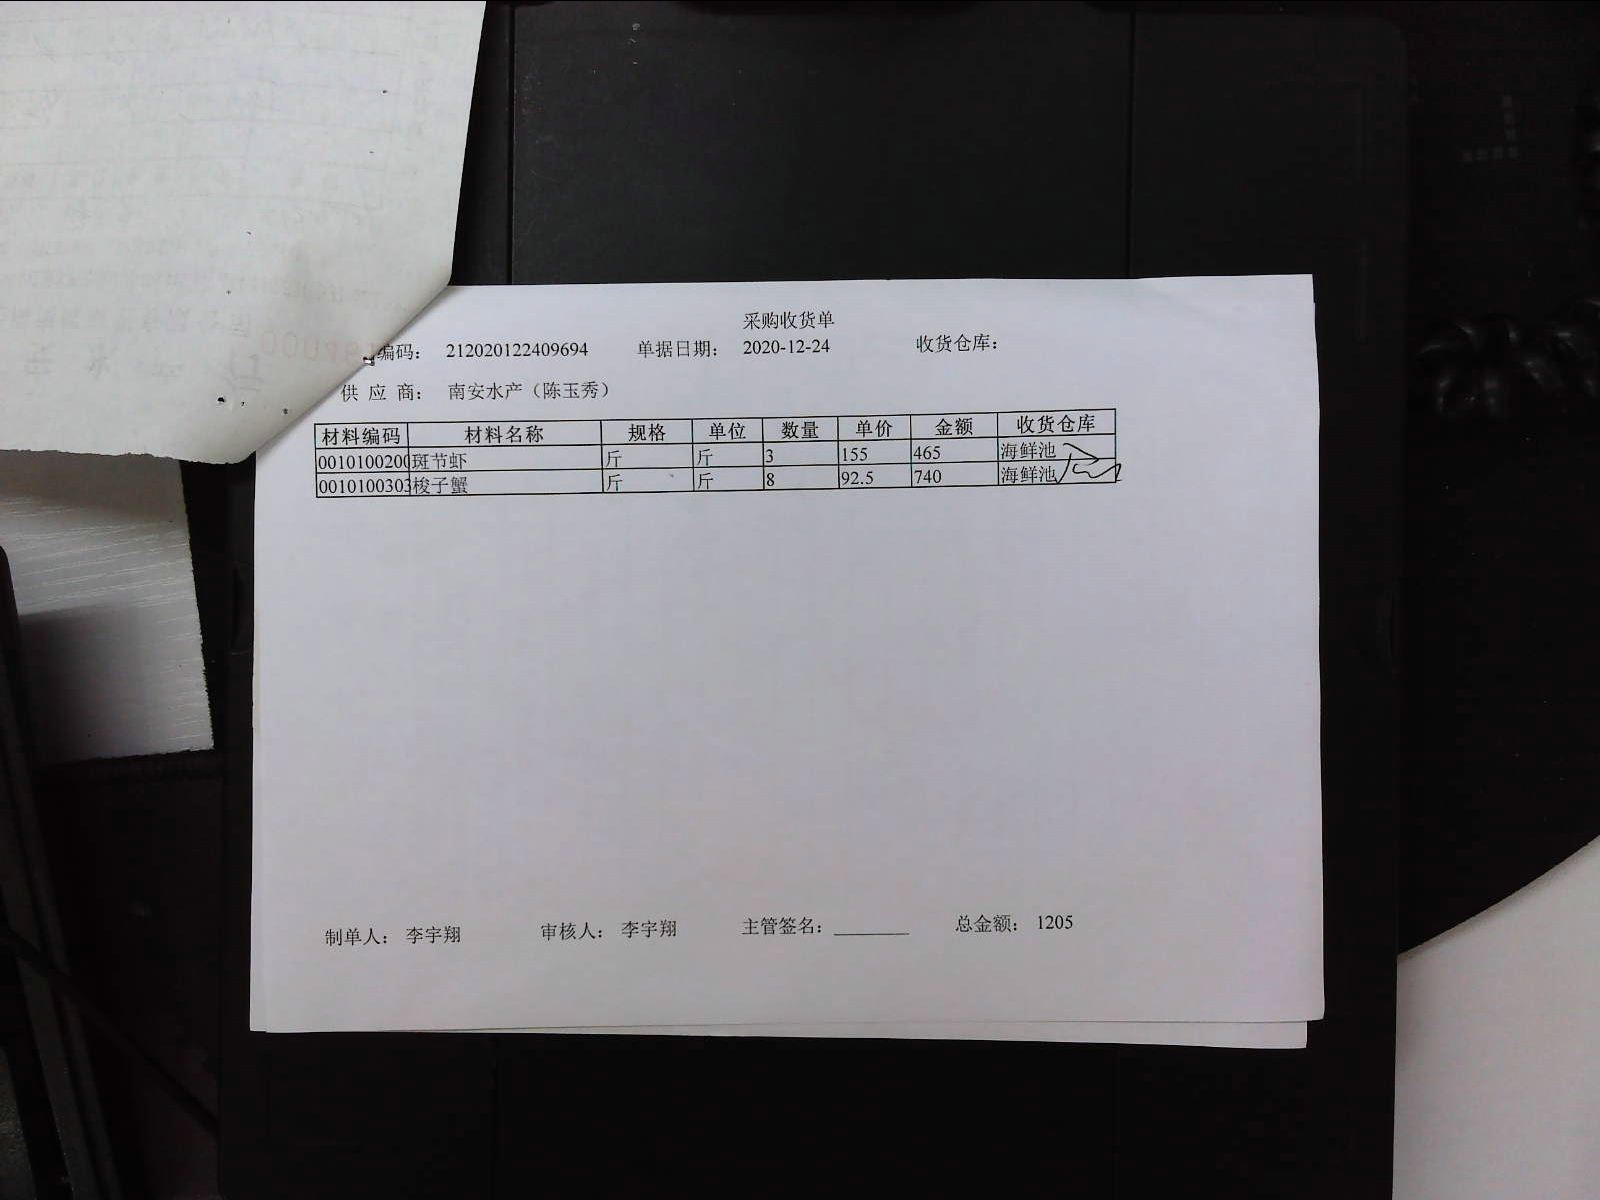 采购收货单
编码： 212020122409694 单据日期： 2020-12-24 收货仓库：
供 应 商： 南安水产（陈玉秀）
材料编码 材料名称 规格 单位 数量 单价 金额 收货仓库
0010100200 斑节虾 斤 斤 3 155 465 海鲜池
0010100303 梭子蟹 斤 斤 8 92.5 740 海鲜池
制单人： 李宇翔 审核人： 李宇翔 主管签名：________ 总金额： 1205